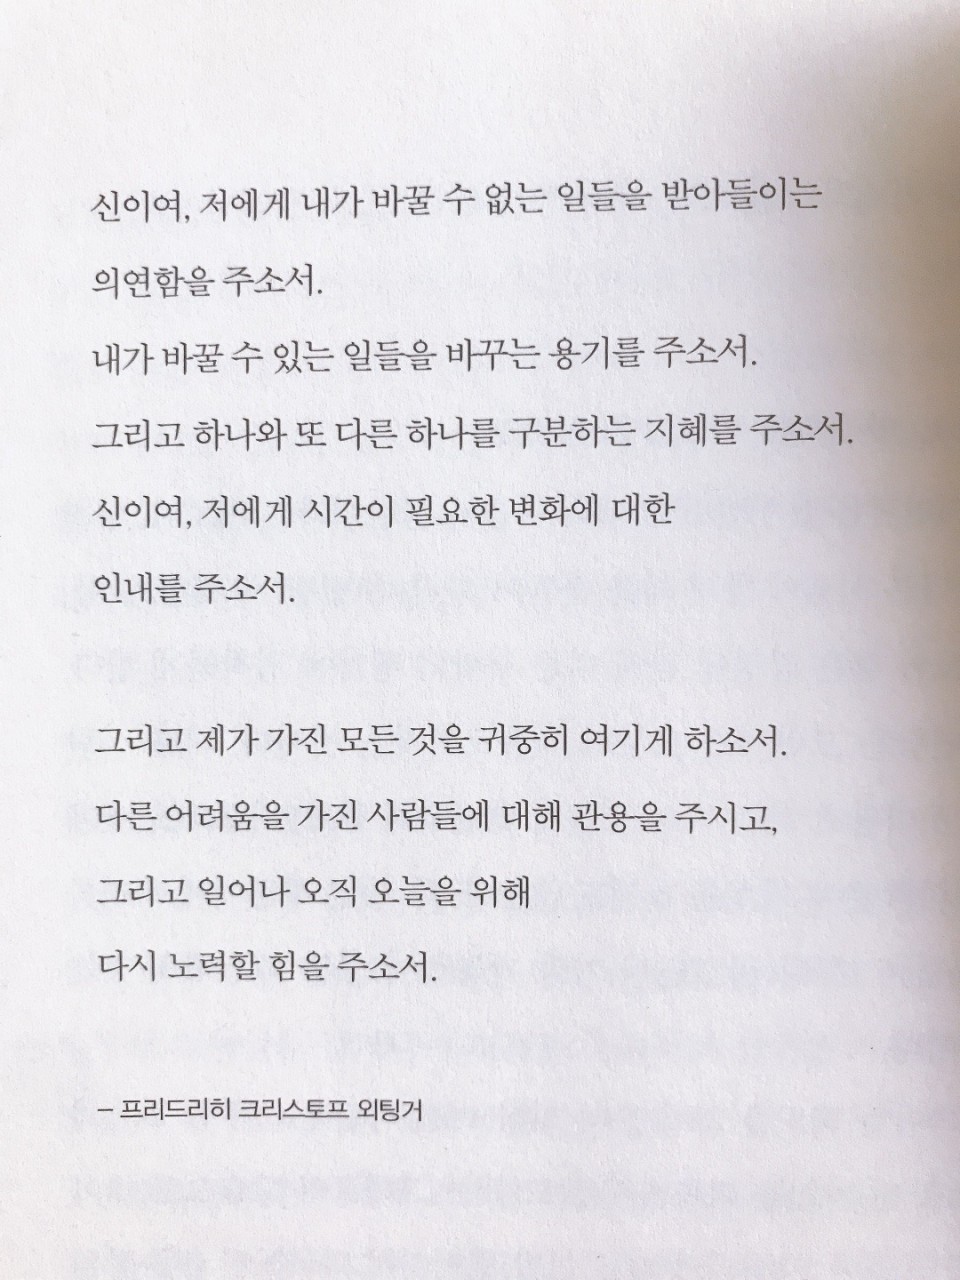 신이여, 저에게 내가 바꿀 수 없는 일들을 받아들이는
의연함을 주소서.
내가 바꿀 수 있는 일들을 바꾸는 용기를 주소서.
그리고 하나와 또 다른 하나를 구분하는 지혜를 주소서.
신이여, 저에게 시간이 필요한 변화에 대한
인내를 주소서.
그리고 제가 가진 모든 것을 귀중히 여기게 하소서.
다른 어려움을 가진 사람들에 대해 관용을 주시고,
그리고 일어나 오직 오늘을 위해
다시 노력할 힘을 주소서.
– 프리드리히 크리스토프 외팅거